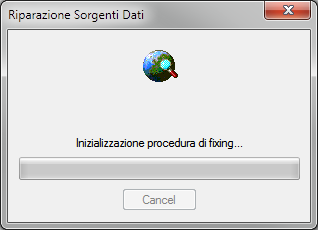 Riparazione Sorgenti Dati
Inizializzazione procedura di fixing...
Cancel